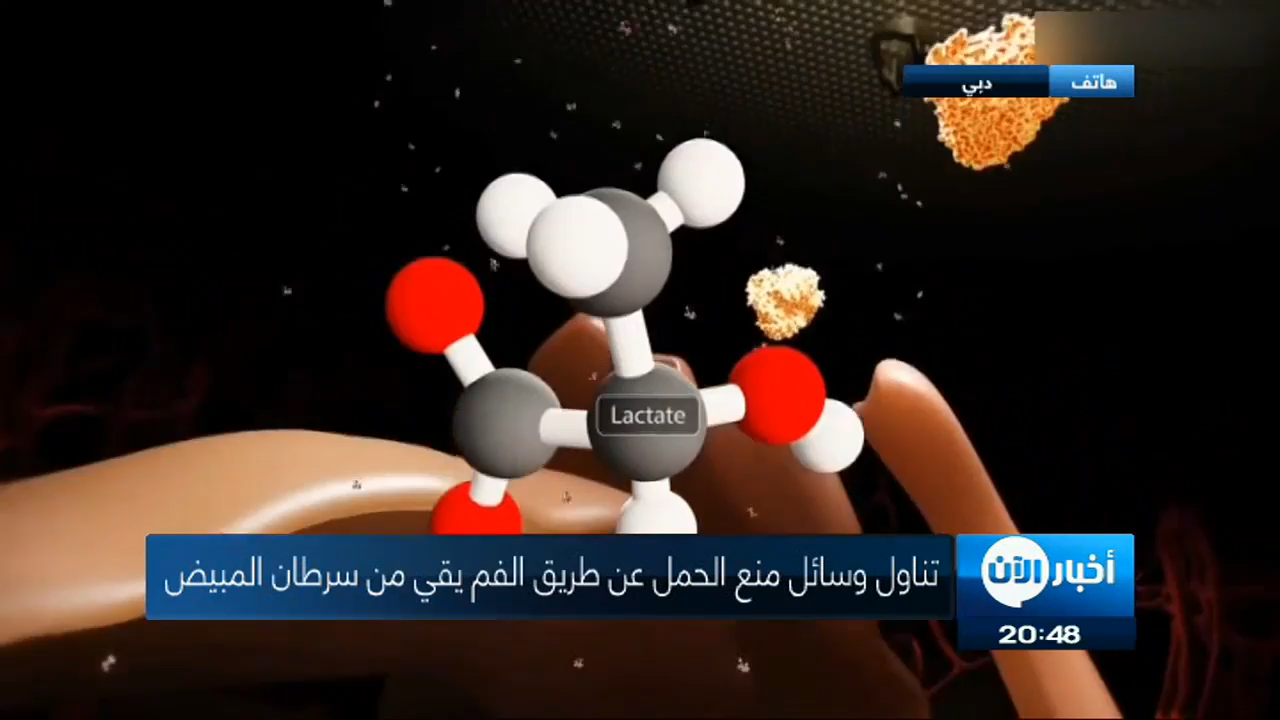 هاتف
دبي
Lactate
تناول وسائل منع الحمل عن طريق الفم يقي من سرطان المبيض
أخبار الآن
20:48